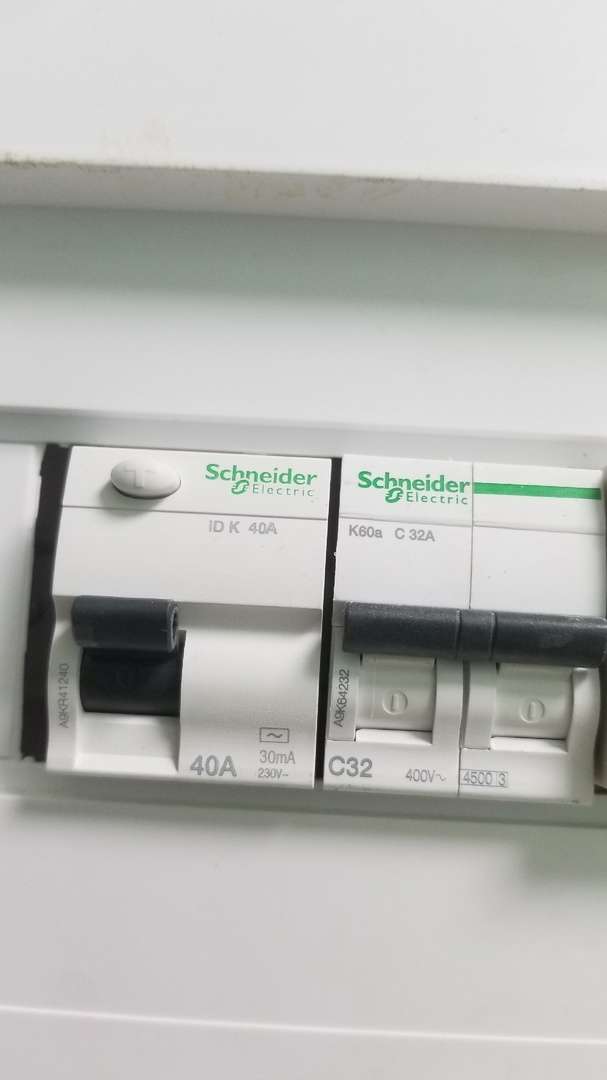 Schneider
Electric
ID K 40A
A9KR41240
40A
30mA
230V~
Schneider
Electric
K60a C 32A
A9K64232
C32
400V~
4500 3